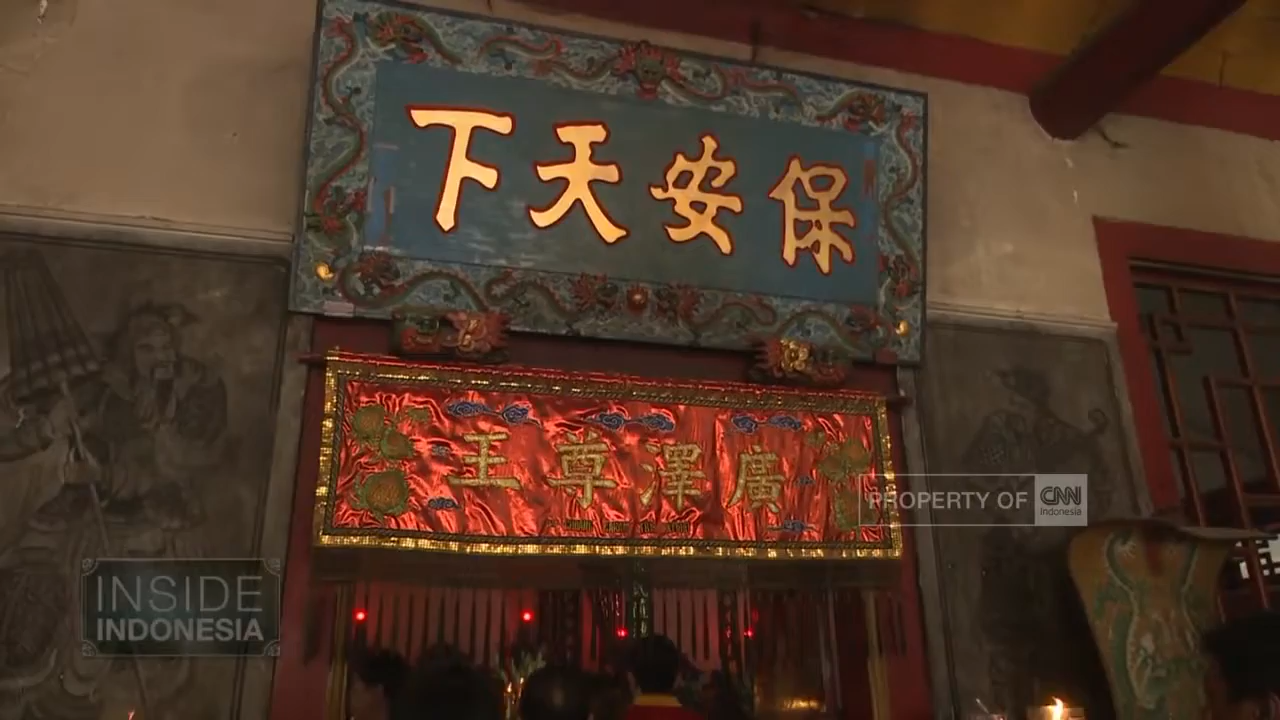 保安天下
廣澤尊王
PROPERTY OF CNN Indonesia
INSIDE
INDONESIA